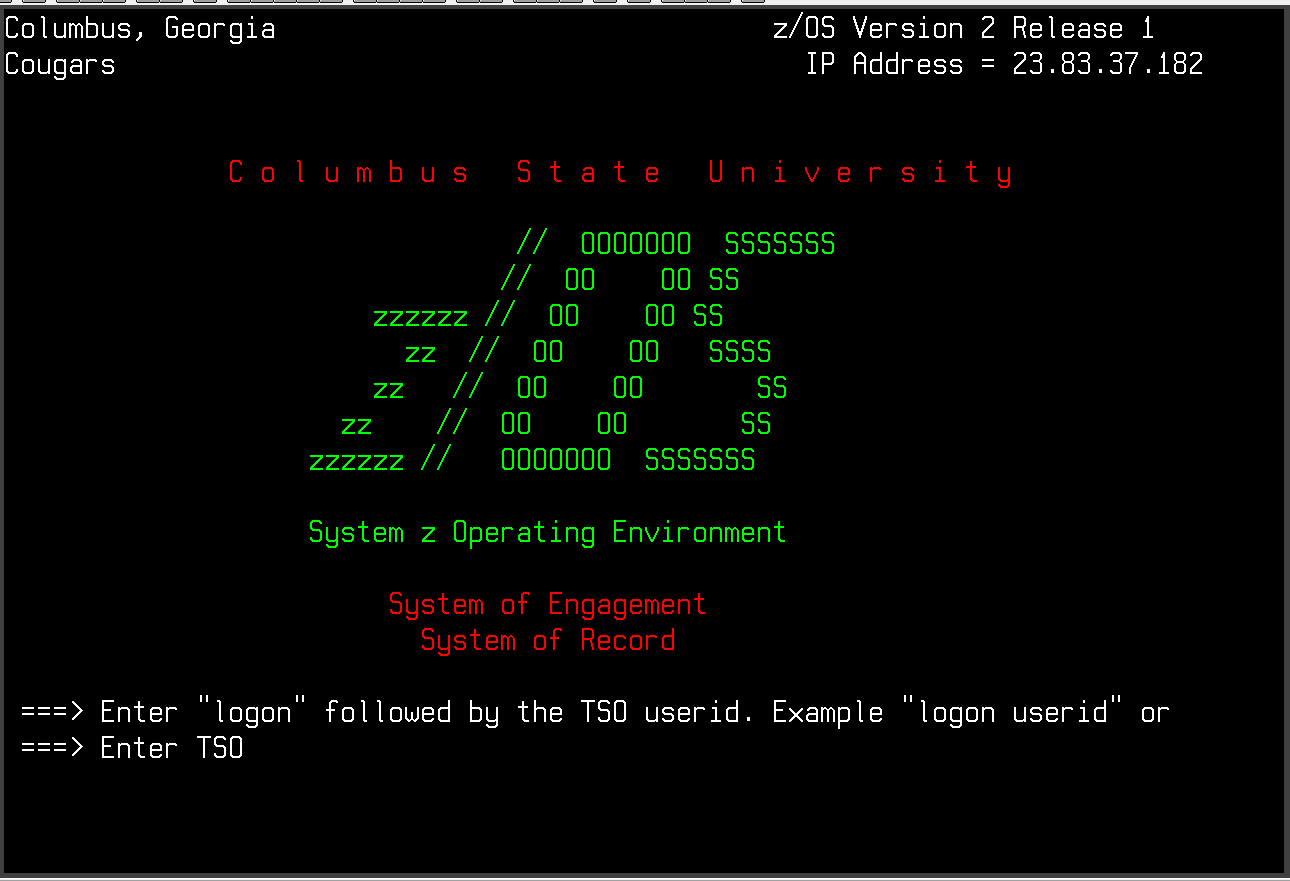 Columbus, Georgia                                z/OS Version 2 Release 1
Cougars                                            IP Address = 23.83.37.182
C o l u m b u s   S t a t e   U n i v e r s i t y
                                //  OOOOOOO  SSSSSSS
                               //  OO    OO SS
                       zzzzzz //  OO    OO SS
                         zz  //  OO    OO   SSSS
                       zz   //  OO    OO       SS
                     zz    //  OO    OO       SS
                   zzzzzz //   OOOOOOO  SSSSSSS
System z Operating Environment
System of Engagement
System of Record
===> Enter "logon" followed by the TSO userid. Example "logon userid" or
===> Enter TSO